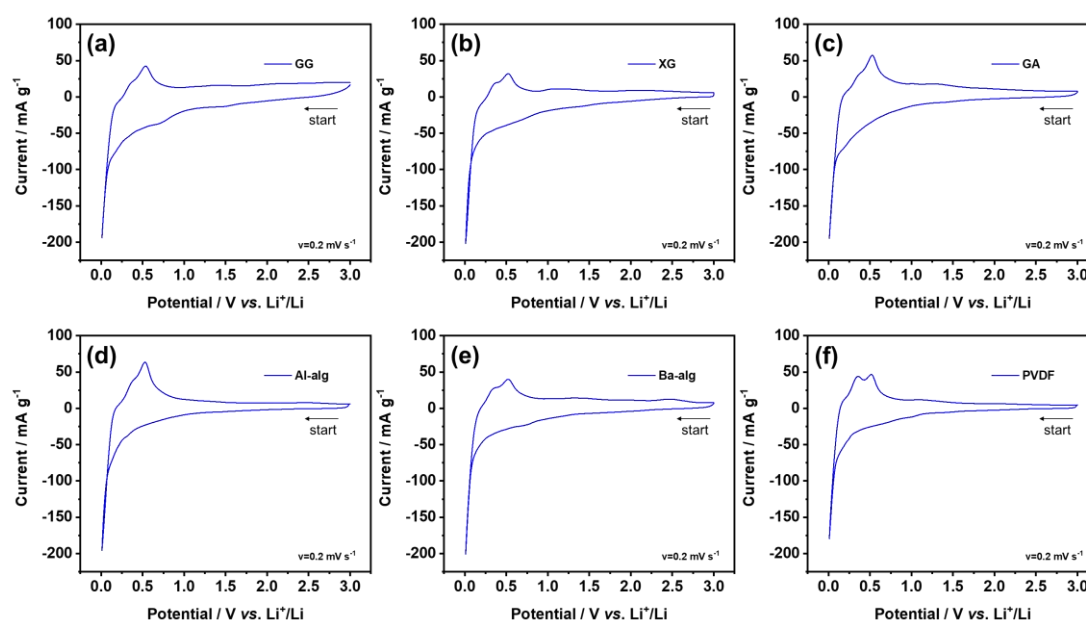 (a)
GG
start
v=0.2 mV s⁻¹
100
50
0
-50
-100
-150
-200
Current / mA g⁻¹
0.0 0.5 1.0 1.5 2.0 2.5 3.0
Potential / V vs. Li⁺/Li
(b)
XG
start
v=0.2 mV s⁻¹
100
50
0
-50
-100
-150
-200
Current / mA g⁻¹
0.0 0.5 1.0 1.5 2.0 2.5 3.0
Potential / V vs. Li⁺/Li
(c)
GA
start
v=0.2 mV s⁻¹
100
50
0
-50
-100
-150
-200
Current / mA g⁻¹
0.0 0.5 1.0 1.5 2.0 2.5 3.0
Potential / V vs. Li⁺/Li
(d)
Al-alg
start
v=0.2 mV s⁻¹
100
50
0
-50
-100
-150
-200
Current / mA g⁻¹
0.0 0.5 1.0 1.5 2.0 2.5 3.0
Potential / V vs. Li⁺/Li
(e)
Ba-alg
start
v=0.2 mV s⁻¹
100
50
0
-50
-100
-150
-200
Current / mA g⁻¹
0.0 0.5 1.0 1.5 2.0 2.5 3.0
Potential / V vs. Li⁺/Li
(f)
PVDF
start
v=0.2 mV s⁻¹
100
50
0
-50
-100
-150
-200
Current / mA g⁻¹
0.0 0.5 1.0 1.5 2.0 2.5 3.0
Potential / V vs. Li⁺/Li